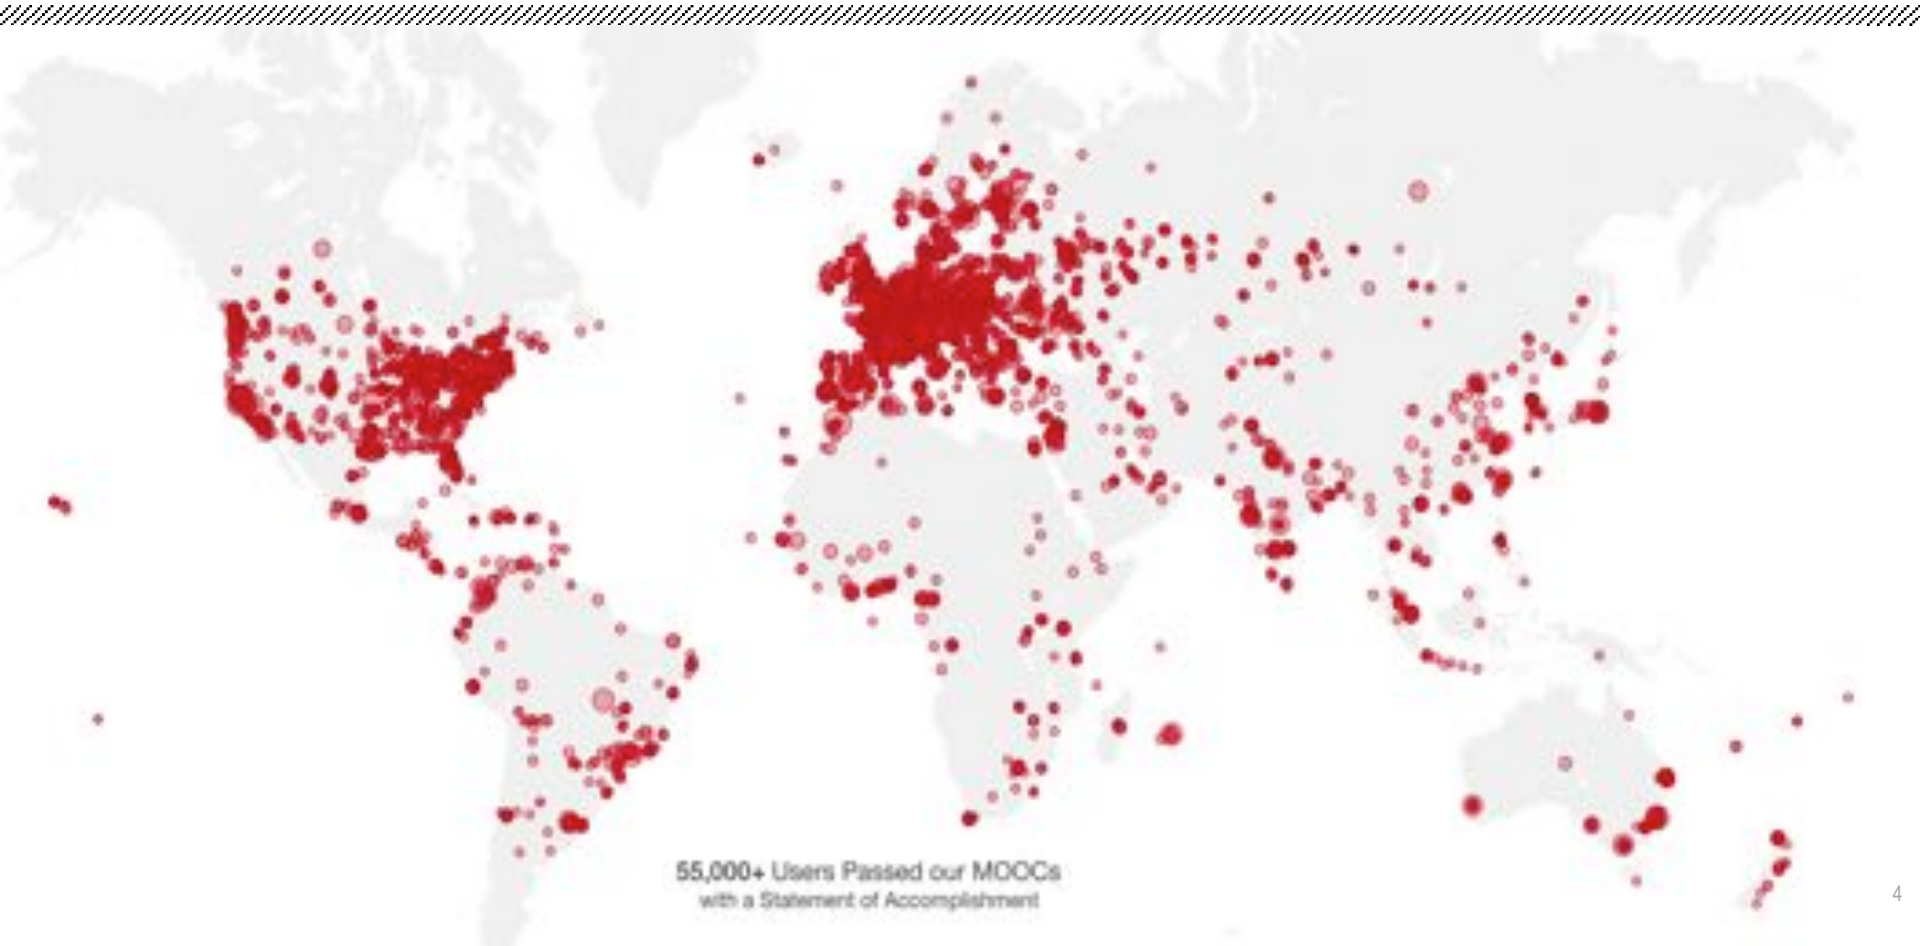 55,000+ Users Passed our MOOCs
with a Statement of Accomplishment
4